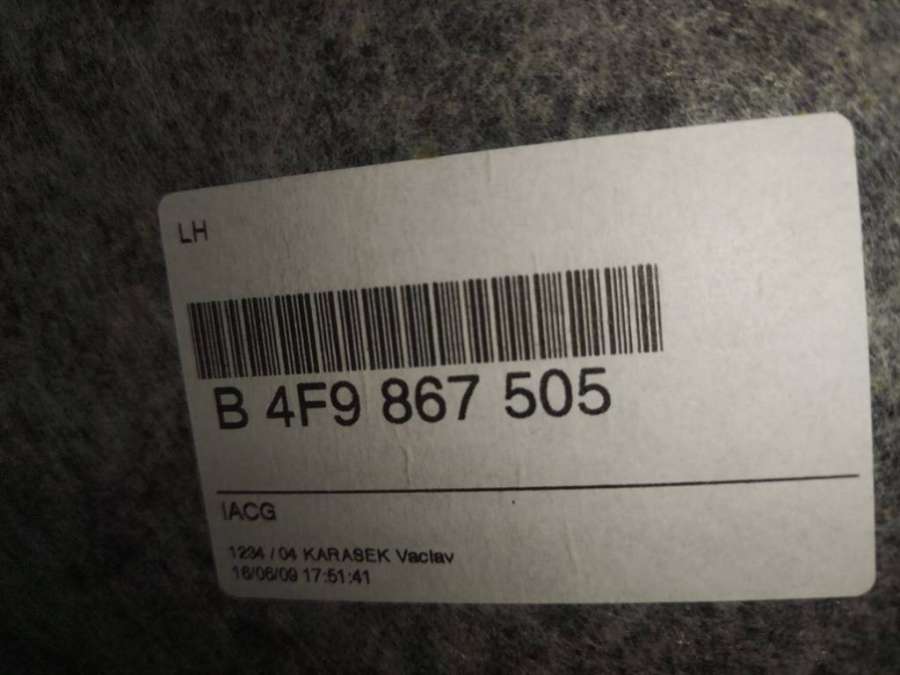 LH
B 4F9 867 505
IACG
1234 / 04 KARASEK Vaclav
16/06/09 17:51:41